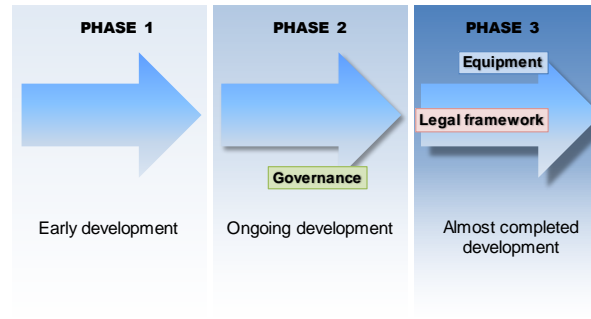 PHASE 1
PHASE 2
PHASE 3
Equipment
Legal framework
Governance
Early development
Ongoing development
Almost completed
development